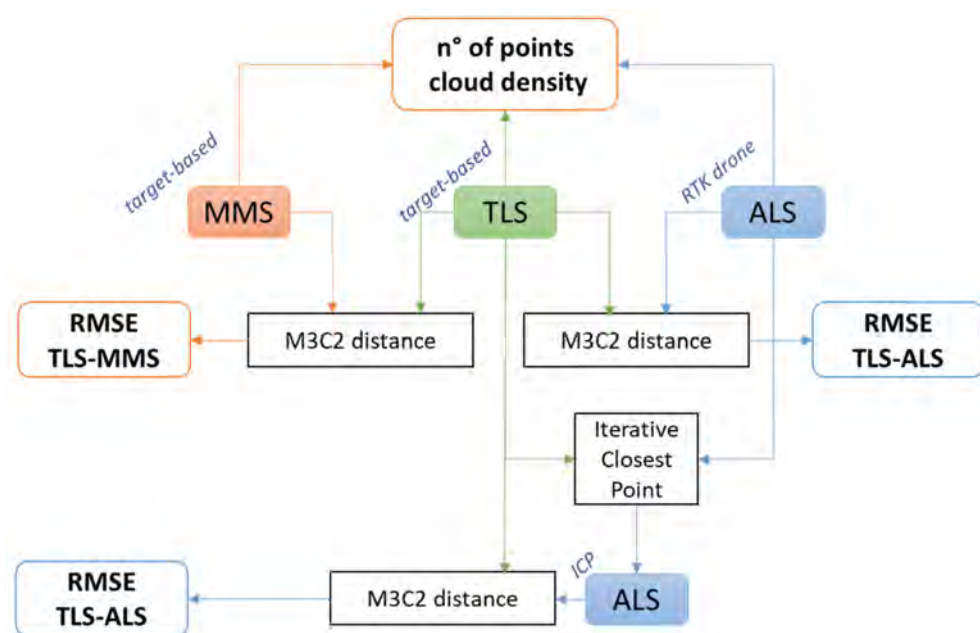 n° of points
cloud density
target-based
target-based
RTK drone
MMS
TLS
ALS
RMSE
TLS-MMS
M3C2 distance
M3C2 distance
RMSE
TLS-ALS
Iterative
Closest
Point
ICP
RMSE
TLS-ALS
M3C2 distance
ALS